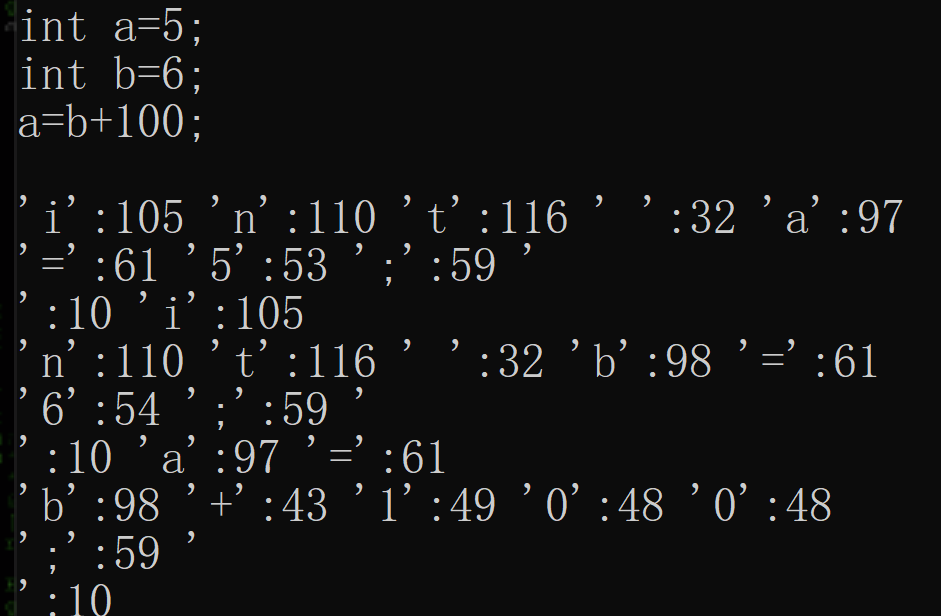 int a=5;
int b=6;
a=b+100;
'i':105 'n':110 't':116 ' ':32 'a':97
'=':61 '5':53 ';':59 '
':10 'i':105
'n':110 't':116 ' ':32 'b':98 '=':61
'6':54 ';':59 '
':10 'a':97 '=':61
'b':98 '+':43 '1':49 '0':48 '0':48
';':59 '
':10